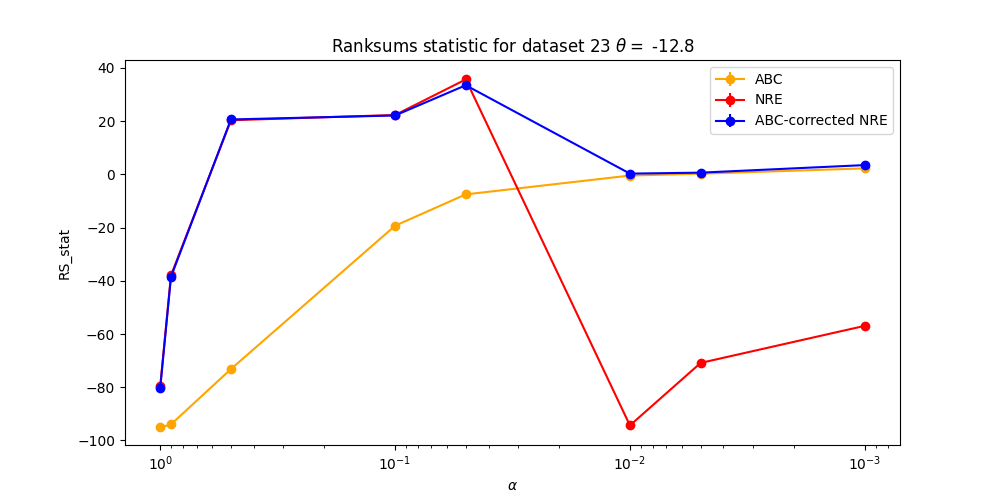 Ranksums statistic for dataset 23 θ = -12.8
ABC
NRE
ABC-corrected NRE
RS_stat
40
20
0
−20
−40
−60
−80
−100
10⁰
10⁻¹
10⁻²
10⁻³
α